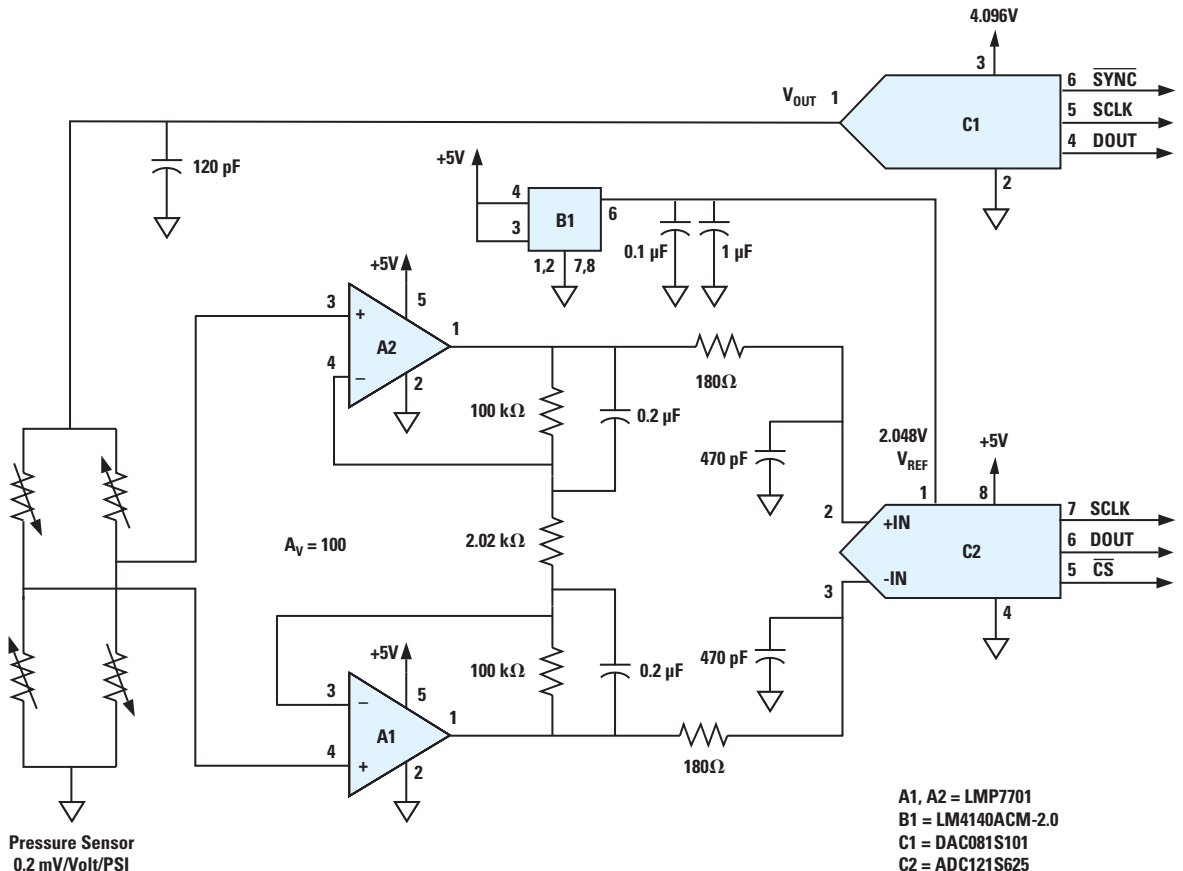 4.096V
3
V_OUT 1
C1
6 SYNC
5 SCLK
4 DOUT
2
120 pF
+5V
4
3
B1
6
1,2 7,8
0.1 µF
1 µF
+5V
3
+
5
A2
1
4
–
2
100 kΩ
0.2 µF
180Ω
470 pF
2.048V
V_REF
+5V
1
8
2
+IN
C2
7 SCLK
6 DOUT
5 CS
-IN
3
4
A_V = 100
2.02 kΩ
+5V
3
–
5
A1
1
4
+
2
100 kΩ
0.2 µF
180Ω
470 pF
Pressure Sensor
0.2 mV/Volt/PSI
A1, A2 = LMP7701
B1 = LM4140ACM-2.0
C1 = DAC081S101
C2 = ADC121S625